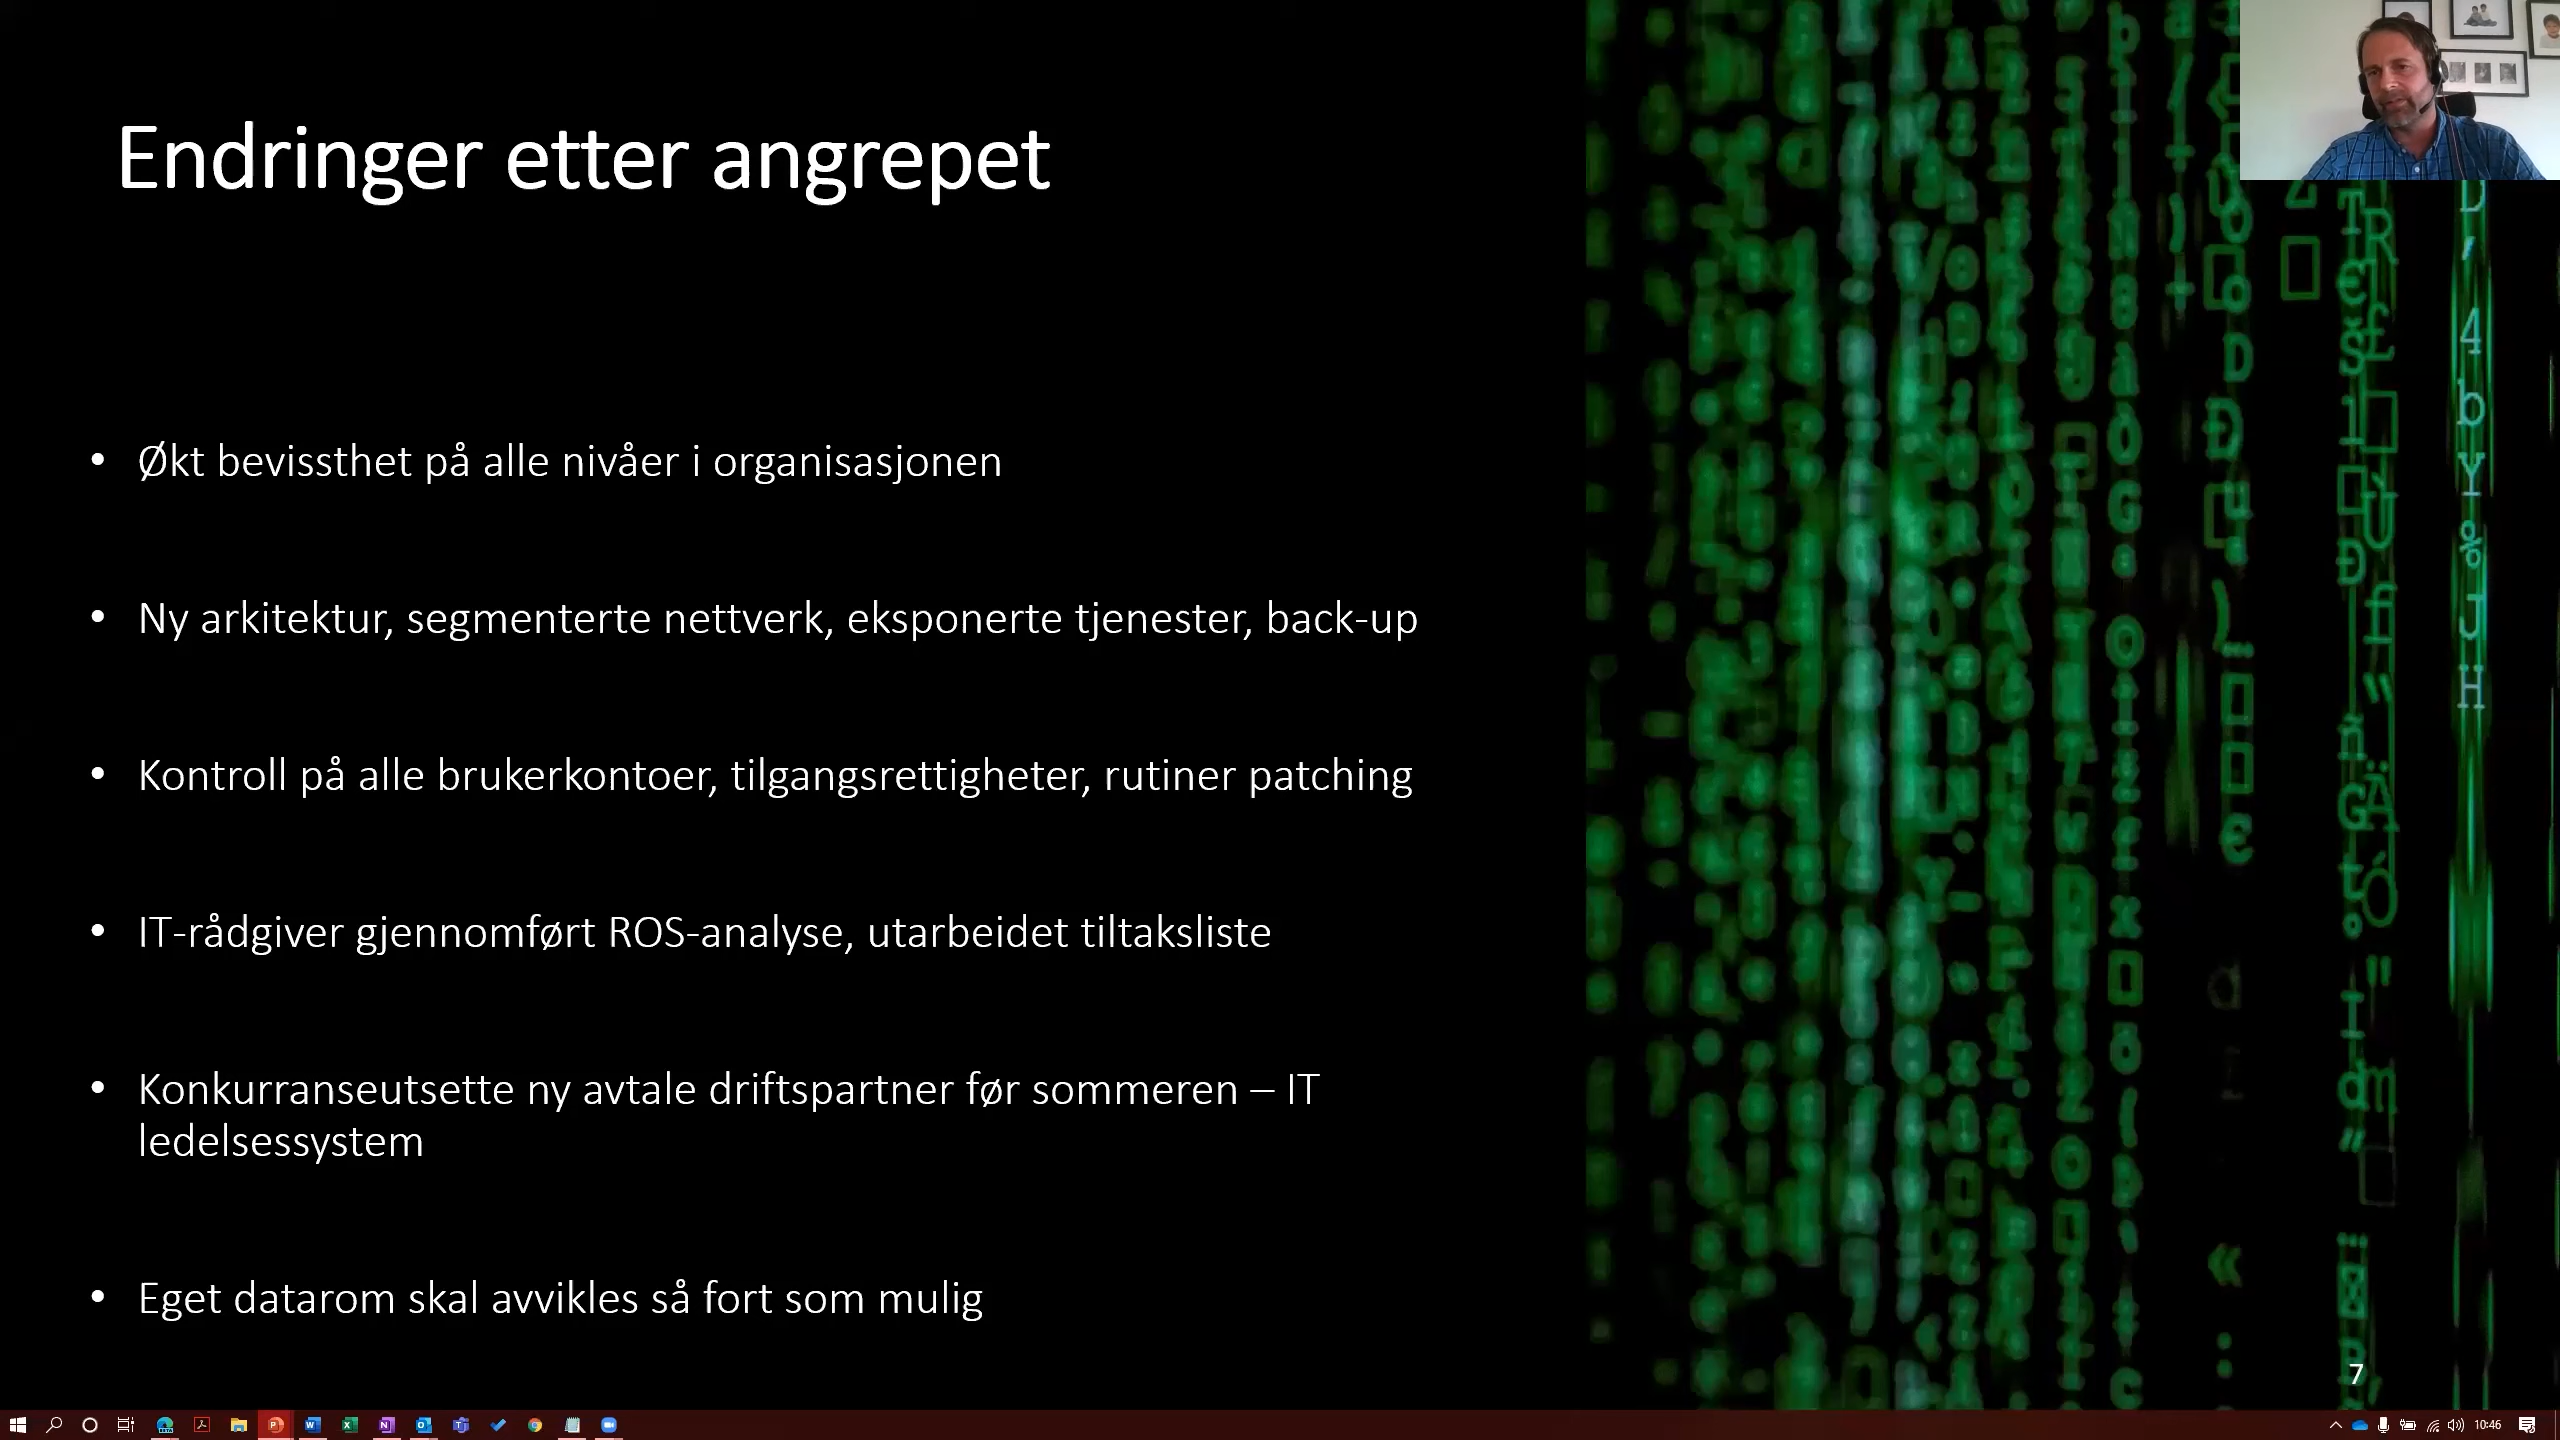 Endringer etter angrepet
• Økt bevissthet på alle nivåer i organisasjonen
• Ny arkitektur, segmenterte nettverk, eksponerte tjenester, back-up
• Kontroll på alle brukerkontoer, tilgangsrettigheter, rutiner patching
• IT-rådgiver gjennomført ROS-analyse, utarbeidet tiltaksliste
• Konkurranseutsette ny avtale driftspartner før sommeren – IT
ledelsessystem
• Eget datarom skal avvikles så fort som mulig
7
10:46